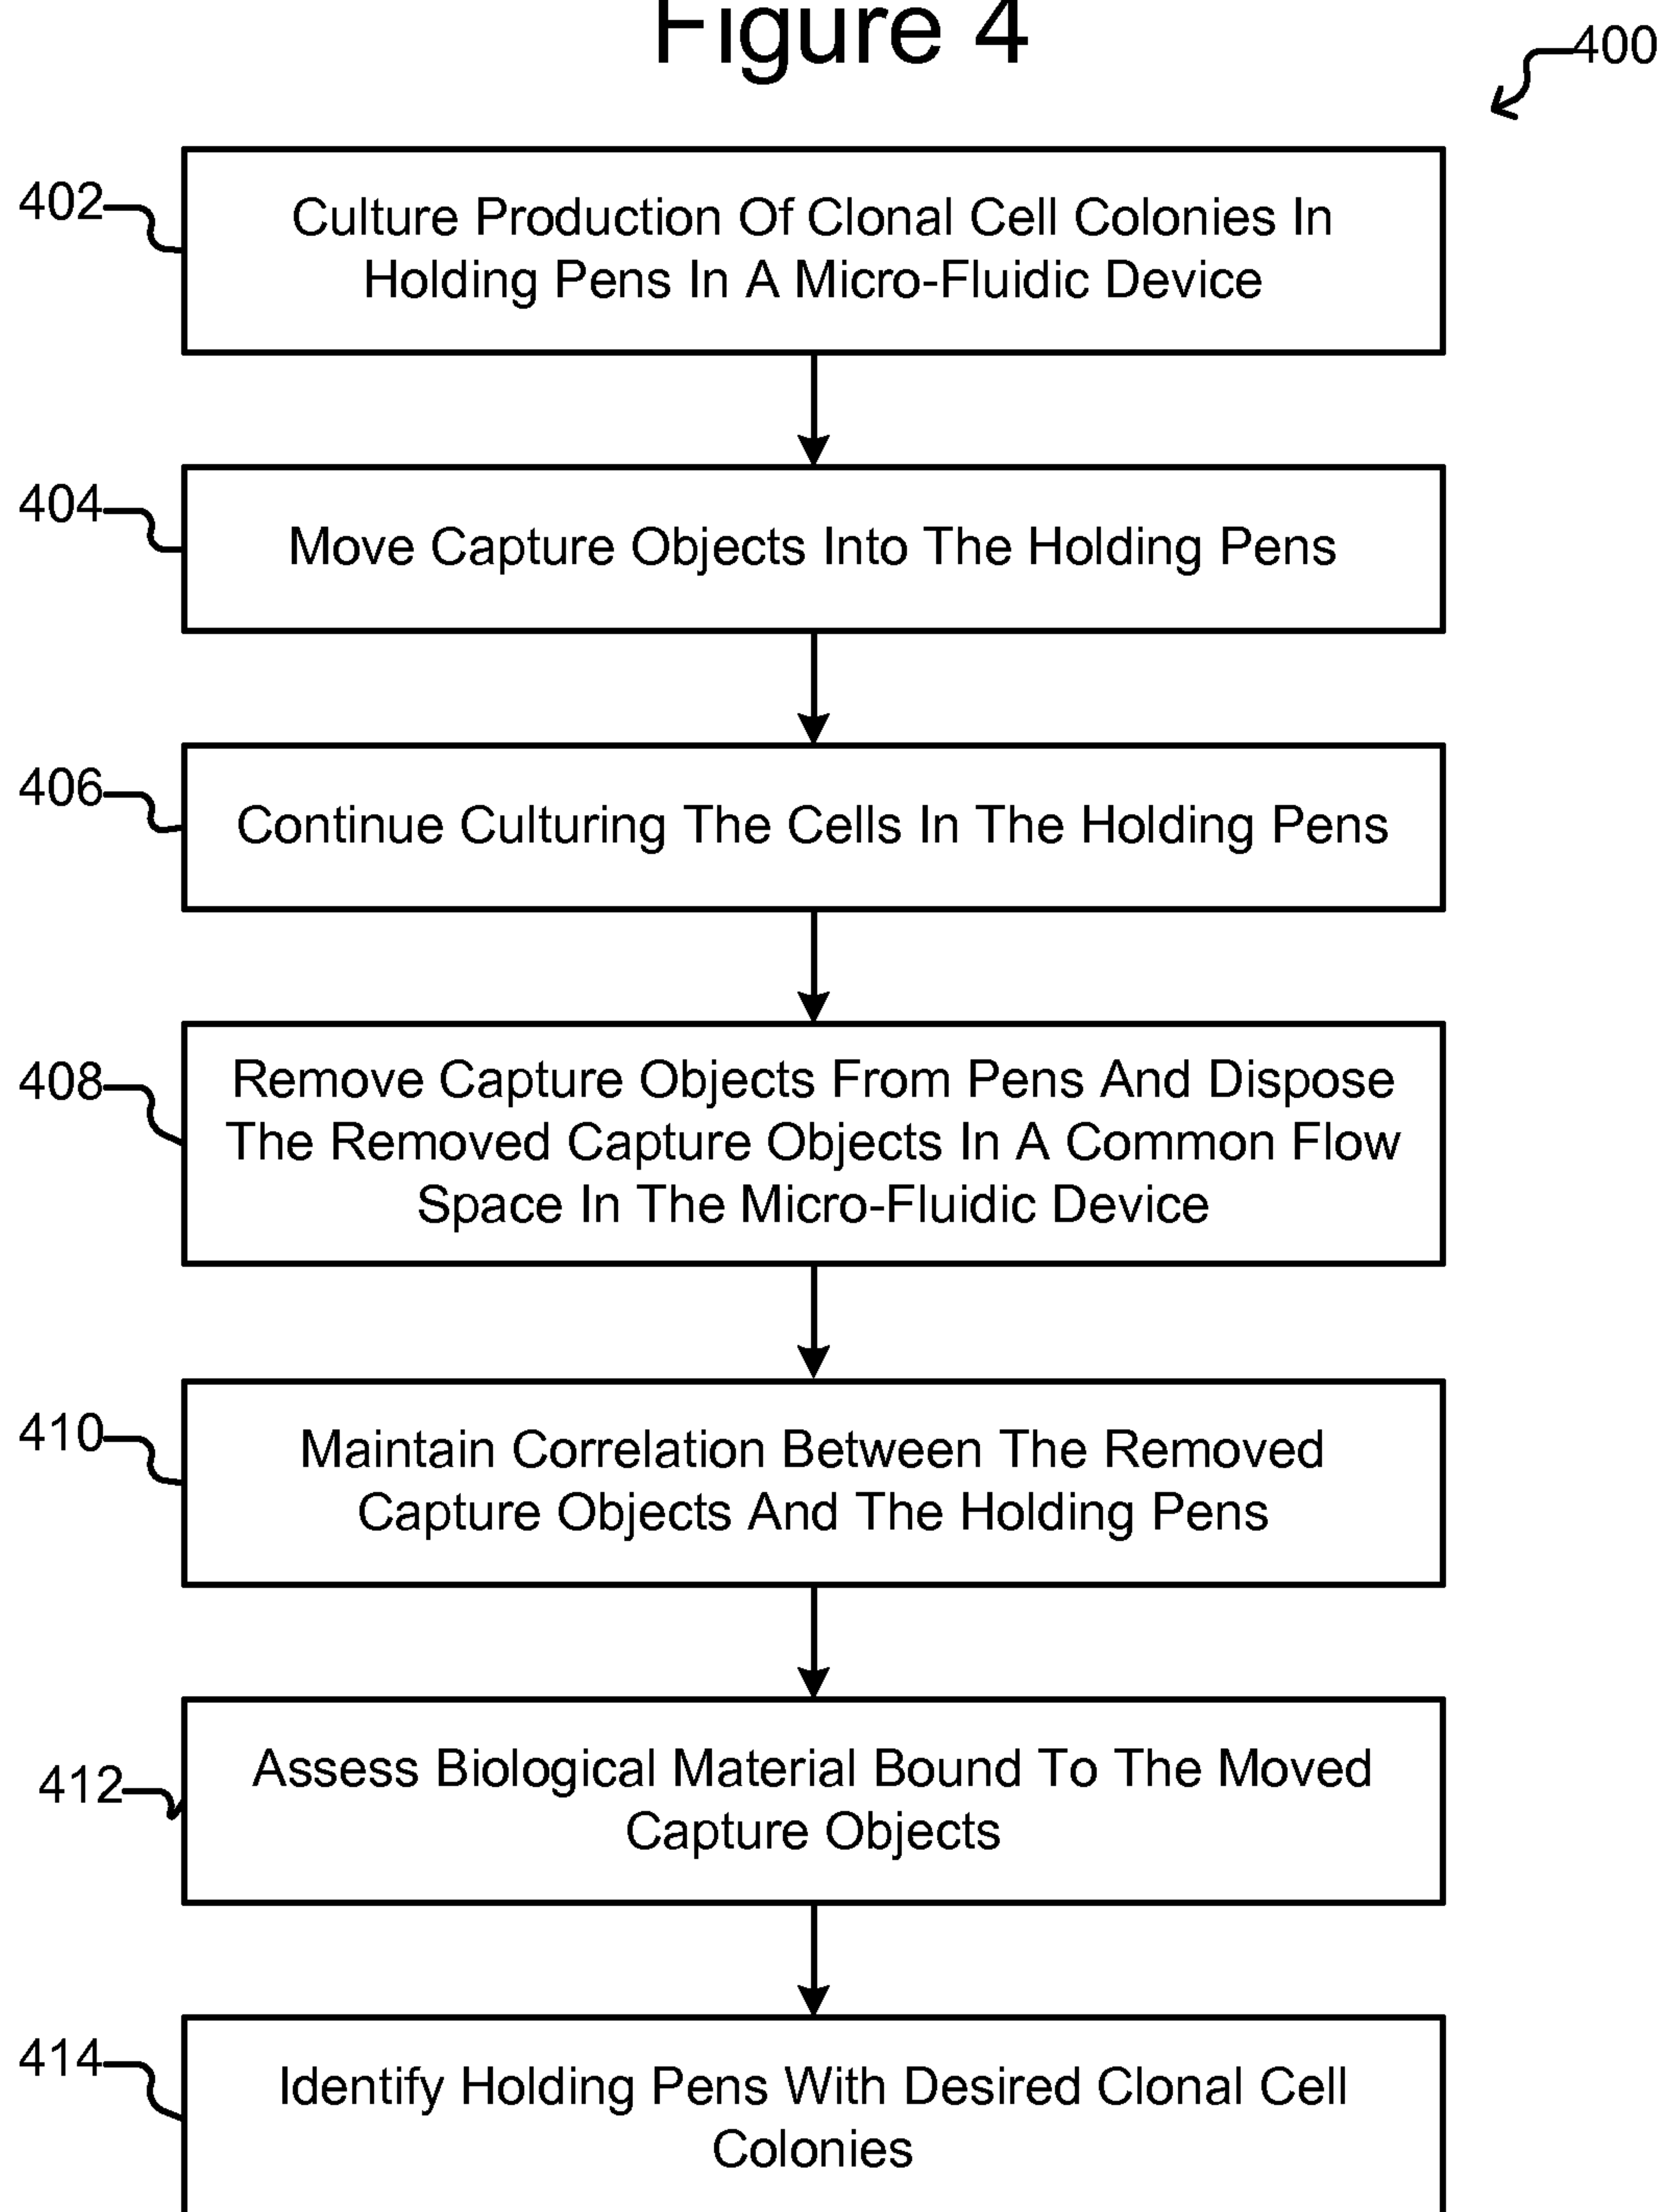 Figure 4
400
402
Culture Production Of Clonal Cell Colonies In
Holding Pens In A Micro-Fluidic Device
404
Move Capture Objects Into The Holding Pens
406
Continue Culturing The Cells In The Holding Pens
408
Remove Capture Objects From Pens And Dispose
The Removed Capture Objects In A Common Flow
Space In The Micro-Fluidic Device
410
Maintain Correlation Between The Removed
Capture Objects And The Holding Pens
412
Assess Biological Material Bound To The Moved
Capture Objects
414
Identify Holding Pens With Desired Clonal Cell
Colonies